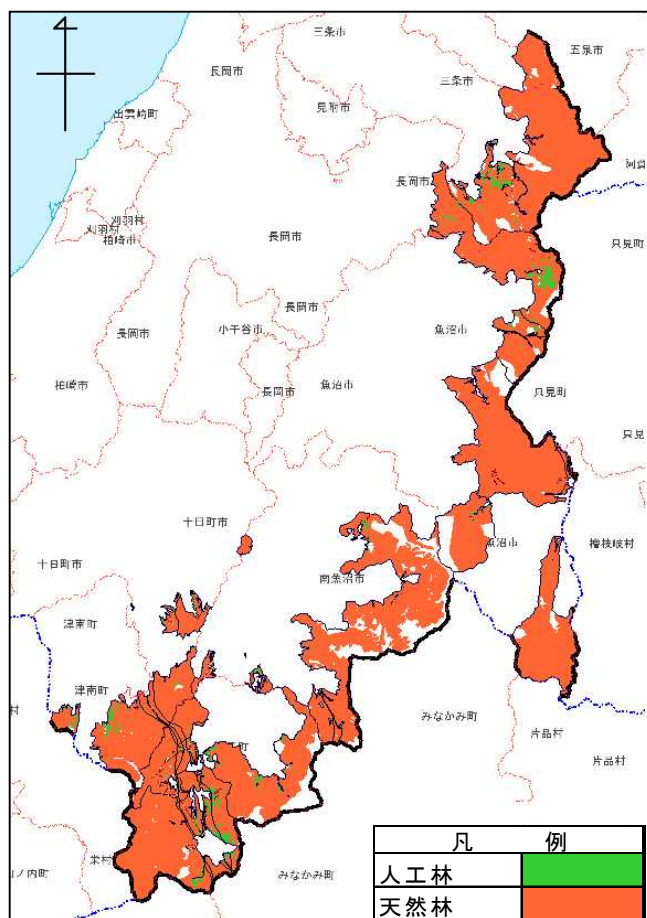 三条市
五泉市
長岡市
三条市
見附市
出雲崎町
長岡市
只見町
刈羽村
刈羽村
柏崎市
長岡市
長岡市
小千谷市
魚沼市
長岡市
柏崎市
長岡市
魚沼市
只見町
只見
十日町市
魚沼市
檜枝岐村
十日町市
南魚沼市
津南町
津南町
村
みなかみ町
片品村
町
片品村
栄村
ノ内町
みなかみ町
凡 例
人工林
天然林